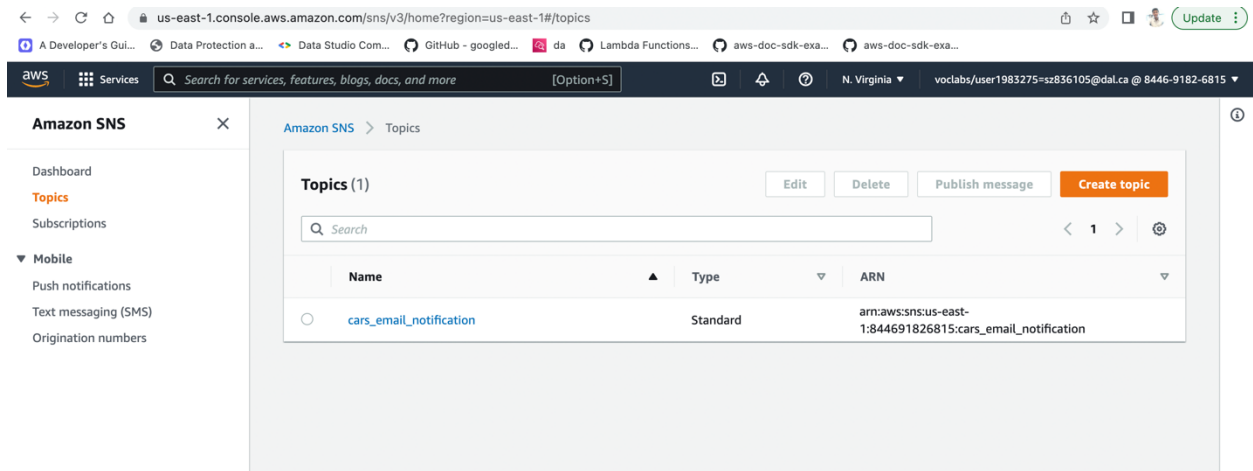 us-east-1.console.aws.amazon.com/sns/v3/home?region=us-east-1#/topics
Update
A Developer's Gui... Data Protection a... Data Studio Com... GitHub - googled... da Lambda Functions... aws-doc-sdk-exa... aws-doc-sdk-exa...
aws Services Search for services, features, blogs, docs, and more [Option+S] N. Virginia ▼ voclabs/user1983275=sz836105@dal.ca @ 8446-9182-6815 ▼
Amazon SNS
Dashboard
Topics
Subscriptions
Mobile
Push notifications
Text messaging (SMS)
Origination numbers
Amazon SNS > Topics
Topics (1)
Edit Delete Publish message Create topic
Search
1
Name Type ARN
cars_email_notification Standard arn:aws:sns:us-east-
1:844691826815:cars_email_notification